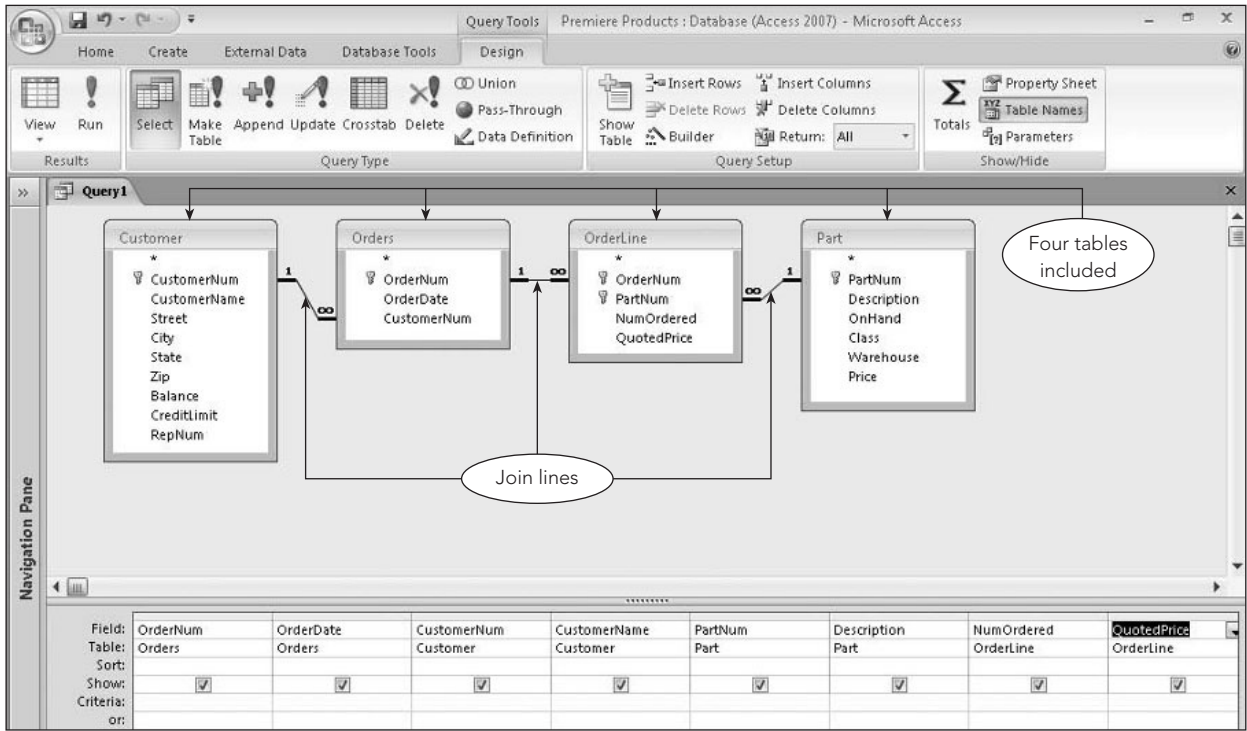 Query Tools Premiere Products : Database (Access 2007) - Microsoft Access
Home Create External Data Database Tools Design
View Run
Results
Select Make Table Append Update Crosstab Delete
Union
Pass-Through
Data Definition
Query Type
Show Table
Insert Rows Insert Columns
Delete Rows Delete Columns
Builder Return: All
Query Setup
Σ Totals
Property Sheet
XYZ Table Names
[?] Parameters
Show/Hide
» Query1 x
Navigation Pane
Customer
*
CustomerNum
CustomerName
Street
City
State
Zip
Balance
CreditLimit
RepNum
1 ∞
Orders
*
OrderNum
OrderDate
CustomerNum
1 ∞
OrderLine
*
OrderNum
PartNum
NumOrdered
QuotedPrice
∞ 1
Part
*
PartNum
Description
OnHand
Class
Warehouse
Price
Four tables
included
Join lines
Field: OrderNum OrderDate CustomerNum CustomerName PartNum Description NumOrdered QuotedPrice
Table: Orders Orders Customer Customer Part Part OrderLine OrderLine
Sort:
Show:
Criteria:
or: